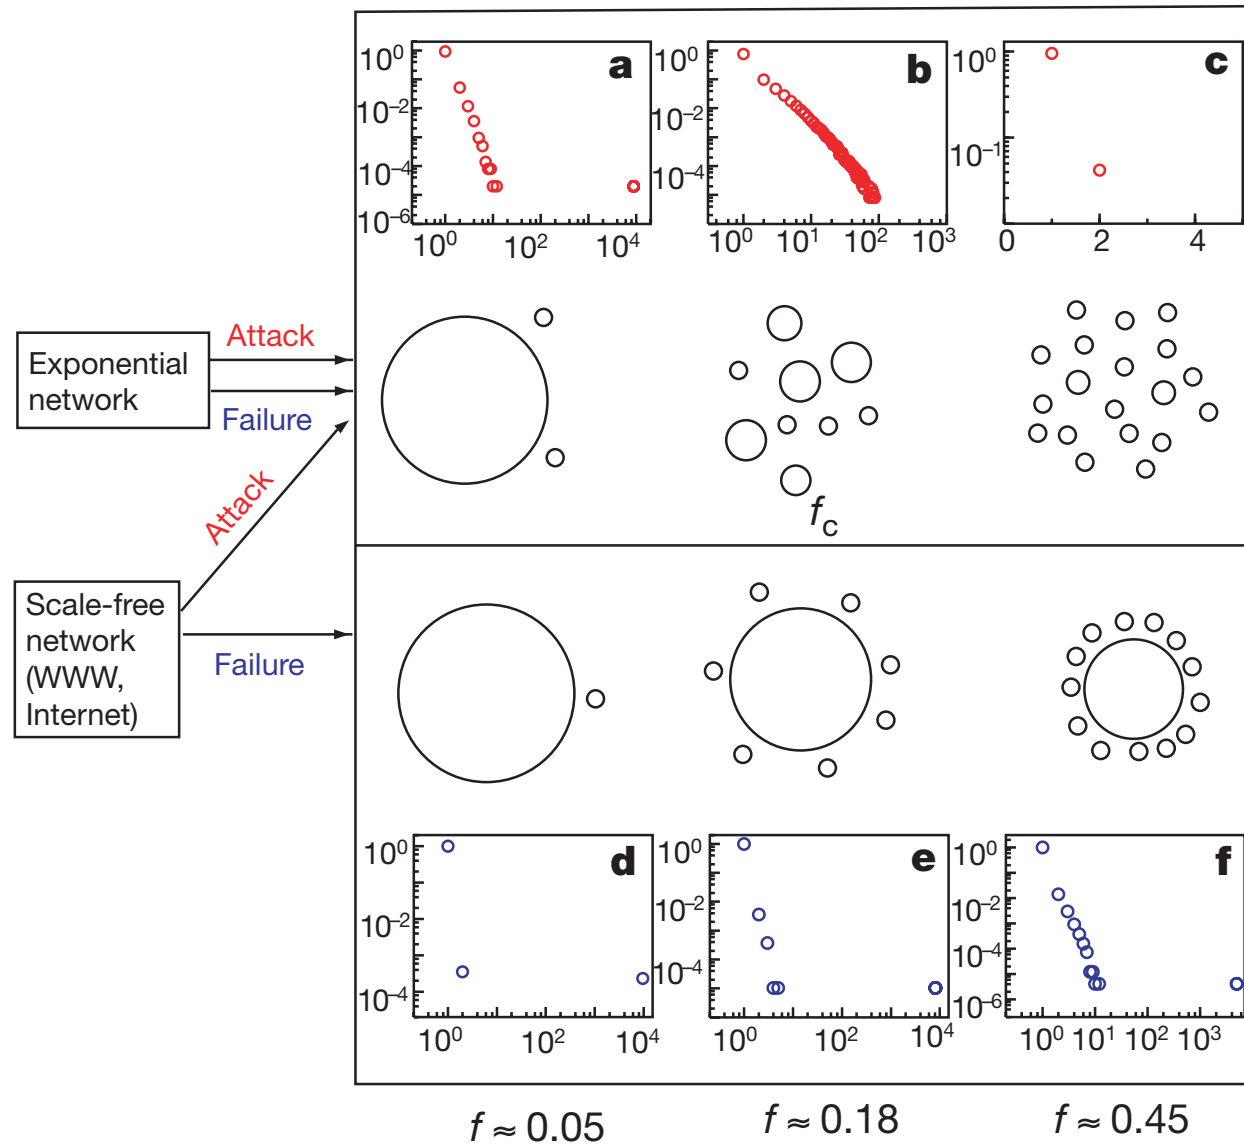 a
10⁰
10⁻²
10⁻⁴
10⁻⁶
10⁰
10²
10⁴
b
10⁰
10⁻²
10⁻⁴
10⁰
10¹
10²
10³
c
10⁰
10⁻¹
0
2
4
Exponential
network
Attack
Failure
f_c
Scale-free
network
(WWW,
Internet)
Attack
Failure
d
10⁰
10⁻²
10⁻⁴
10⁰
10²
10⁴
e
10⁰
10⁻²
10⁻⁴
10⁰
10²
10⁴
f
10⁰
10⁻²
10⁻⁴
10⁻⁶
10⁰
10¹
10²
10³
f ≈ 0.05
f ≈ 0.18
f ≈ 0.45